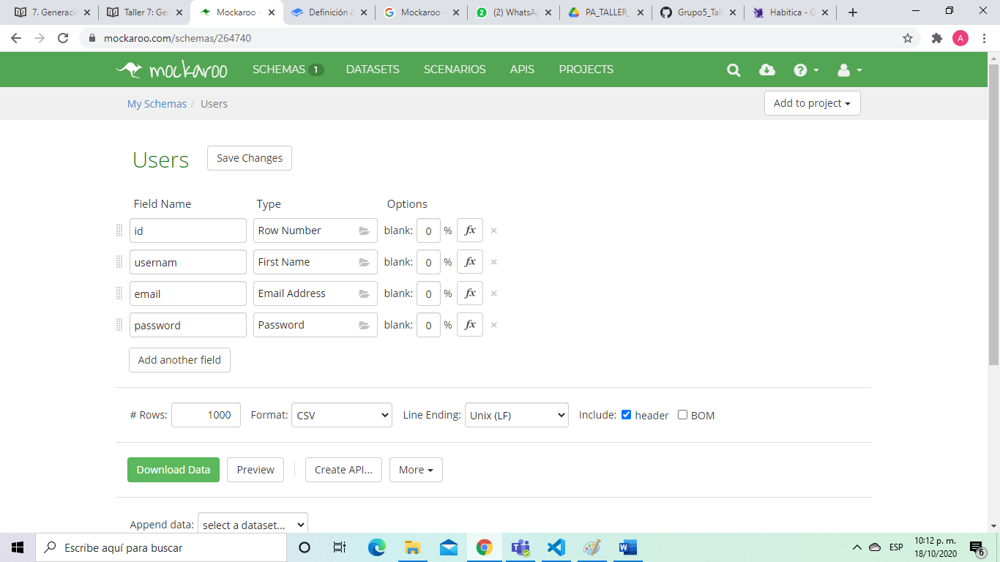 7. Generació
Taller 7: Ger
Mockaroo -
Definición d
Mockaroo -
(2) WhatsAp
PA_TALLER_
Grupo5_Tall
Habitica - G
mockaroo.com/schemas/264740
A
mockaroo SCHEMAS 1 DATASETS SCENARIOS APIS PROJECTS
My Schemas / Users Add to project
Users Save Changes
Field Name Type Options
id Row Number blank: 0 % fx ×
usernam First Name blank: 0 % fx ×
email Email Address blank: 0 % fx ×
password Password blank: 0 % fx ×
Add another field
# Rows: 1000 Format: CSV Line Ending: Unix (LF) Include: header BOM
Download Data Preview Create API... More
Append data: select a dataset...
Escribe aquí para buscar
ESP
10:12 p. m.
18/10/2020
6